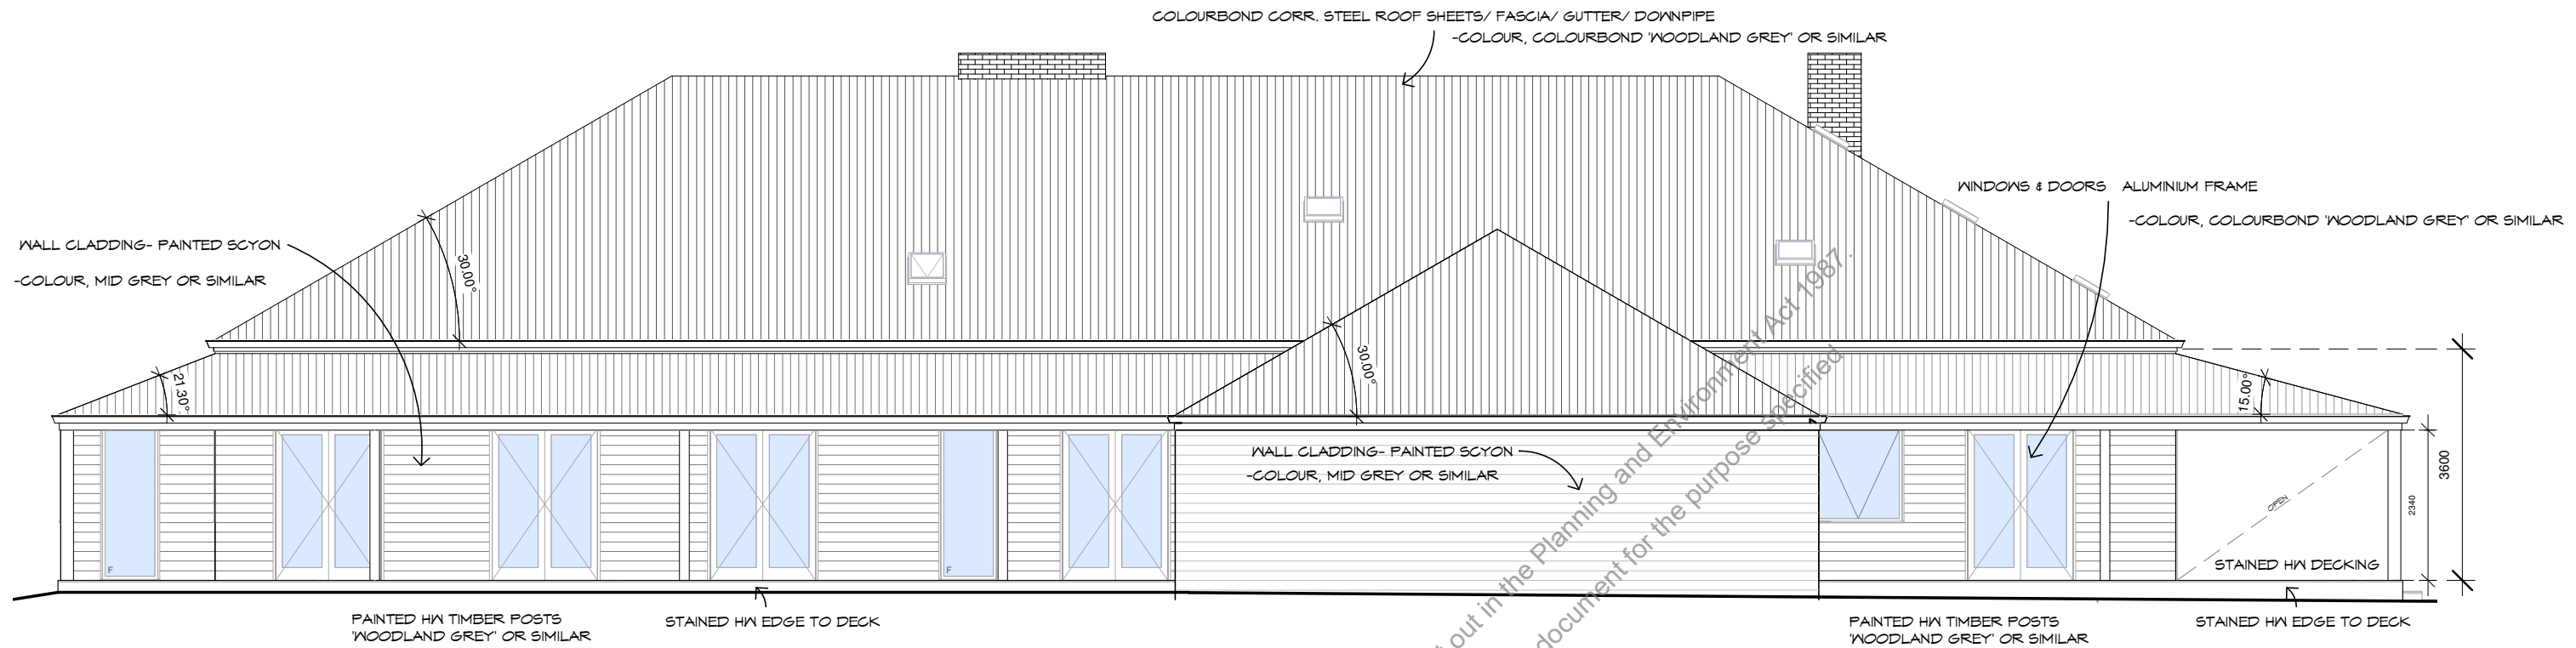 COLOURBOND CORR. STEEL ROOF SHEETS/ FASCIA/ GUTTER/ DOWNPIPE
-COLOUR, COLOURBOND 'WOODLAND GREY' OR SIMILAR
WINDOWS & DOORS ALUMINIUM FRAME
-COLOUR, COLOURBOND 'WOODLAND GREY' OR SIMILAR
WALL CLADDING- PAINTED SCYON
-COLOUR, MID GREY OR SIMILAR
30.00°
21.30°
30.00°
15.00°
WALL CLADDING- PAINTED SCYON
-COLOUR, MID GREY OR SIMILAR
3600
2340
OPEN
F
F
STAINED HW DECKING
PAINTED HW TIMBER POSTS
'WOODLAND GREY' OR SIMILAR
STAINED HW EDGE TO DECK
PAINTED HW TIMBER POSTS
'WOODLAND GREY' OR SIMILAR
STAINED HW EDGE TO DECK
out in the Planning and Environment Act 1987.
document for the purpose specified